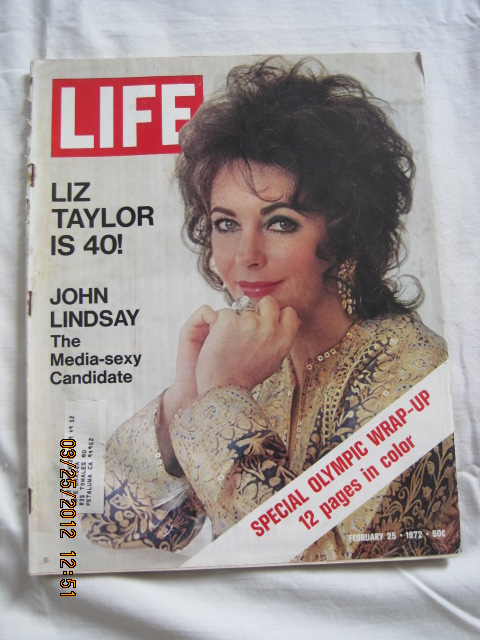 LIFE
LIZ
TAYLOR
IS 40!
JOHN
LINDSAY
The
Media-sexy
Candidate
PETALUMA CA 94952
SPECIAL OLYMPIC WRAP-UP
12 pages in color
FEBRUARY 25 • 1972 • 50¢
03/25/2012 12:51